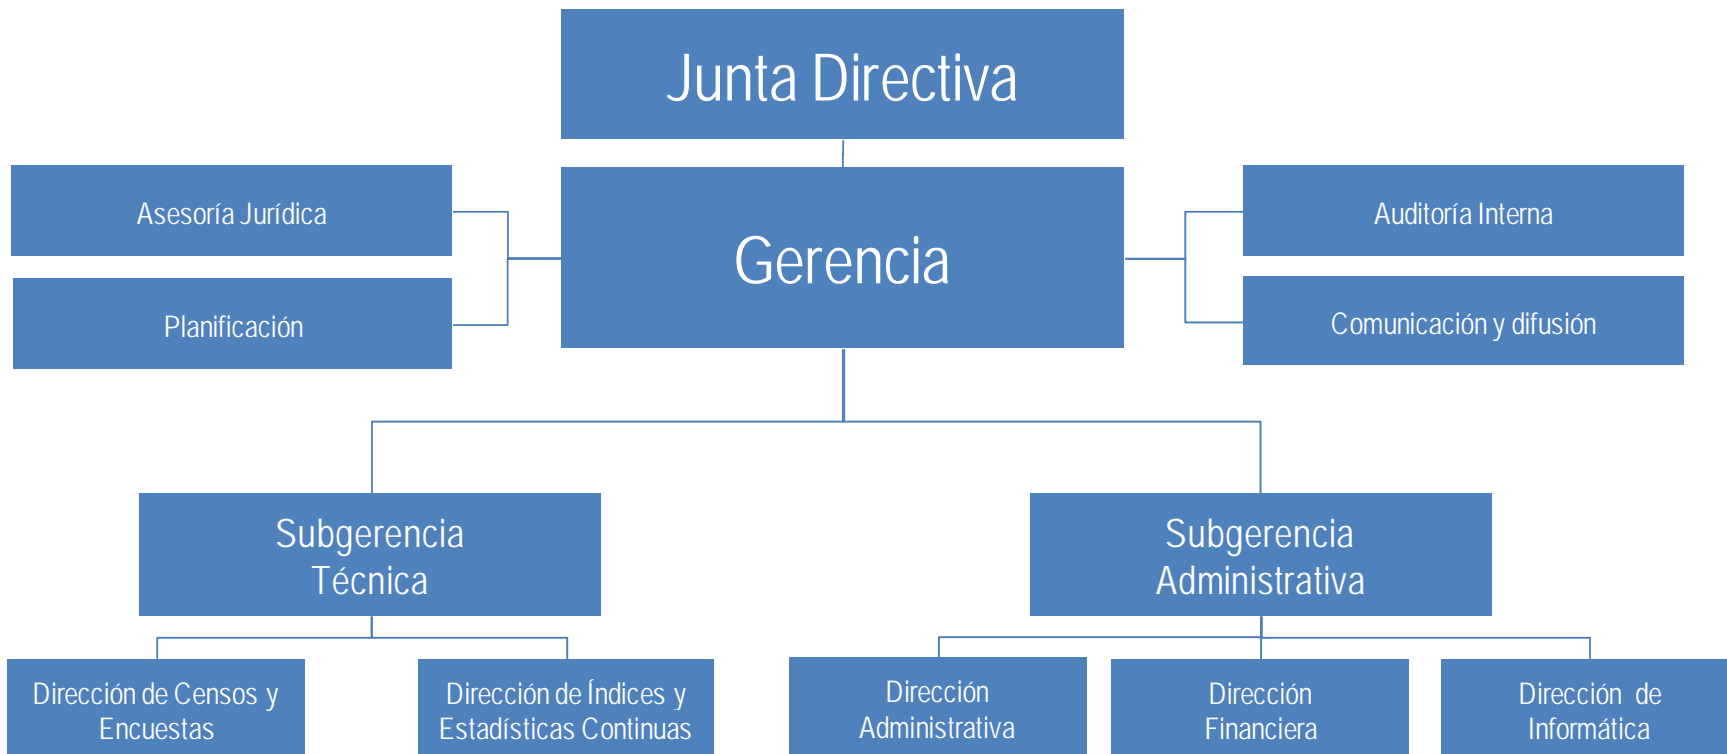 Junta Directiva
Asesoría Jurídica
Gerencia
Auditoría Interna
Planificación
Comunicación y difusión
Subgerencia
Técnica
Subgerencia
Administrativa
Dirección de Censos y
Encuestas
Dirección de Índices y
Estadísticas Continuas
Dirección
Administrativa
Dirección
Financiera
Dirección de
Informática